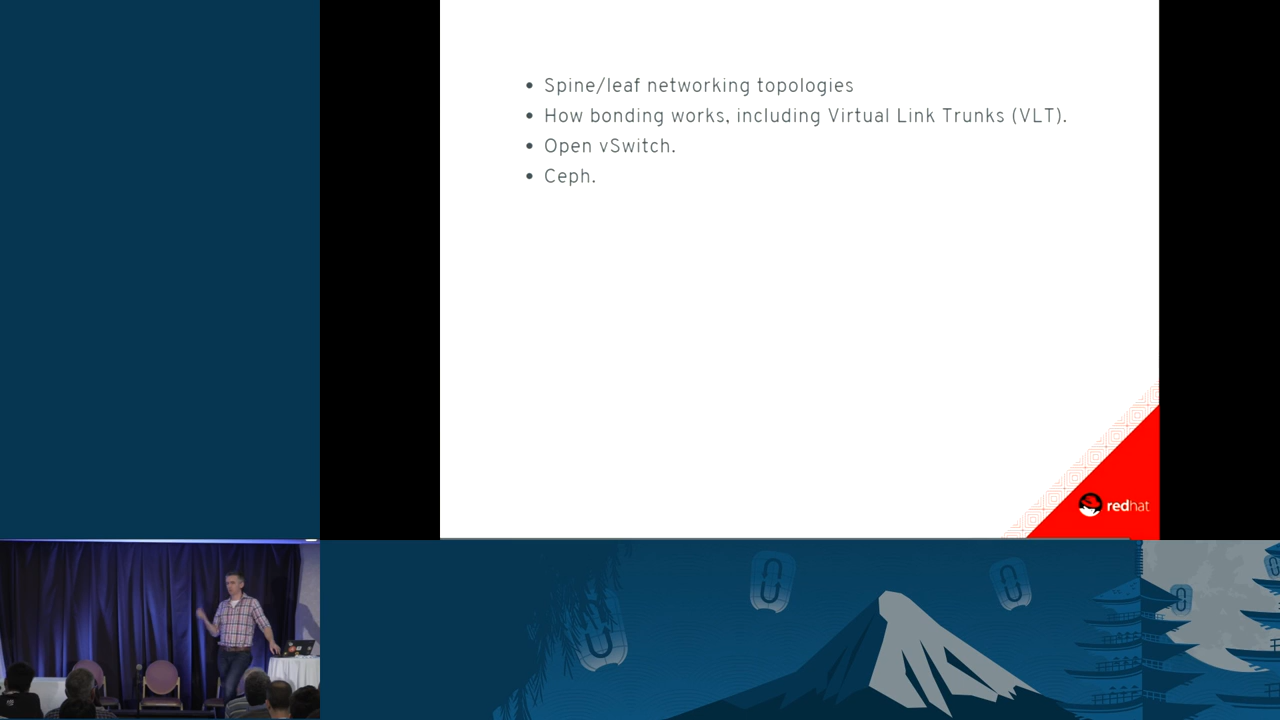 Spine/leaf networking topologies
How bonding works, including Virtual Link Trunks (VLT).
Open vSwitch.
Ceph.
redhat